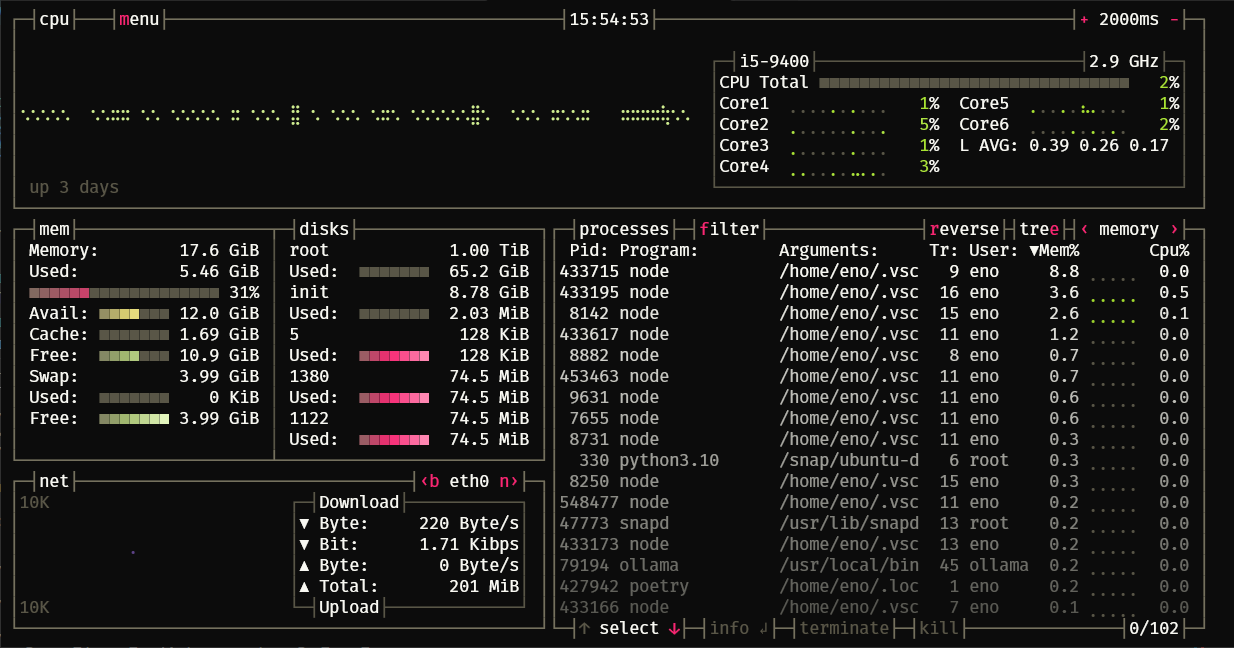 cpu menu 15:54:53 + 2000ms -
i5-9400 2.9 GHz
CPU Total 2%
Core1 1% Core5 1%
Core2 5% Core6 2%
Core3 1% L AVG: 0.39 0.26 0.17
Core4 3%
up 3 days
mem
Memory: 17.6 GiB
Used: 5.46 GiB
31%
Avail: 12.0 GiB
Cache: 1.69 GiB
Free: 10.9 GiB
Swap: 3.99 GiB
Used: 0 KiB
Free: 3.99 GiB
disks
root 1.00 TiB
Used: 65.2 GiB
init 8.78 GiB
Used: 2.03 MiB
5 128 KiB
Used: 128 KiB
1380 74.5 MiB
Used: 74.5 MiB
1122 74.5 MiB
Used: 74.5 MiB
net ‹b eth0 n›
10K
Download
▼ Byte: 220 Byte/s
▼ Bit: 1.71 Kibps
▲ Byte: 0 Byte/s
▲ Total: 201 MiB
Upload
10K
processes filter reverse tree ‹ memory ›
Pid: Program: Arguments: Tr: User: ▼Mem% Cpu%
433715 node /home/eno/.vsc 9 eno 8.8 0.0
433195 node /home/eno/.vsc 16 eno 3.6 0.5
8142 node /home/eno/.vsc 15 eno 2.6 0.1
433617 node /home/eno/.vsc 11 eno 1.2 0.0
8882 node /home/eno/.vsc 8 eno 0.7 0.0
453463 node /home/eno/.vsc 11 eno 0.7 0.0
9631 node /home/eno/.vsc 11 eno 0.6 0.0
7655 node /home/eno/.vsc 11 eno 0.6 0.0
8731 node /home/eno/.vsc 11 eno 0.3 0.0
330 python3.10 /snap/ubuntu-d 6 root 0.3 0.0
8250 node /home/eno/.vsc 15 eno 0.3 0.0
548477 node /home/eno/.vsc 11 eno 0.2 0.0
47773 snapd /usr/lib/snapd 13 root 0.2 0.0
433173 node /home/eno/.vsc 13 eno 0.2 0.0
79194 ollama /usr/local/bin 45 ollama 0.2 0.0
427942 poetry /home/eno/.loc 1 eno 0.2 0.0
433166 node /home/eno/.vsc 7 eno 0.1 0.0
↑ select ↓ info ↲ terminate kill 0/102